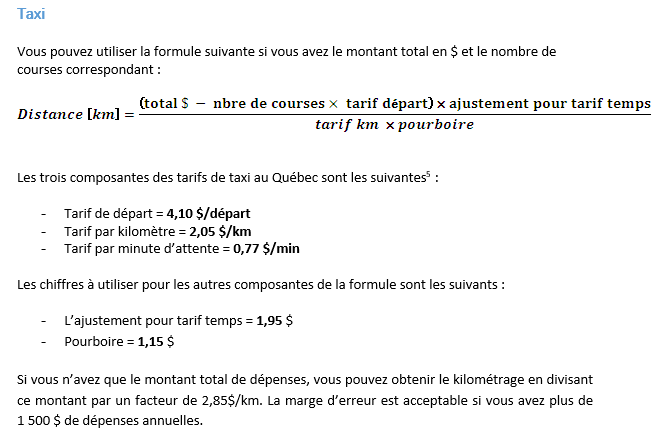 Taxi
Vous pouvez utiliser la formule suivante si vous avez le montant total en $ et le nombre de
courses correspondant :
Distance [km] = (total $ − nbre de courses × tarif départ) x ajustement pour tarif temps
tarif km x pourboire
Les trois composantes des tarifs de taxi au Québec sont les suivantes⁵ :
- Tarif de départ = 4,10 $/départ
- Tarif par kilomètre = 2,05 $/km
- Tarif par minute d’attente = 0,77 $/min
Les chiffres à utiliser pour les autres composantes de la formule sont les suivants :
- L’ajustement pour tarif temps = 1,95 $
- Pourboire = 1,15 $
Si vous n’avez que le montant total de dépenses, vous pouvez obtenir le kilométrage en divisant
ce montant par un facteur de 2,85$/km. La marge d’erreur est acceptable si vous avez plus de
1 500 $ de dépenses annuelles.